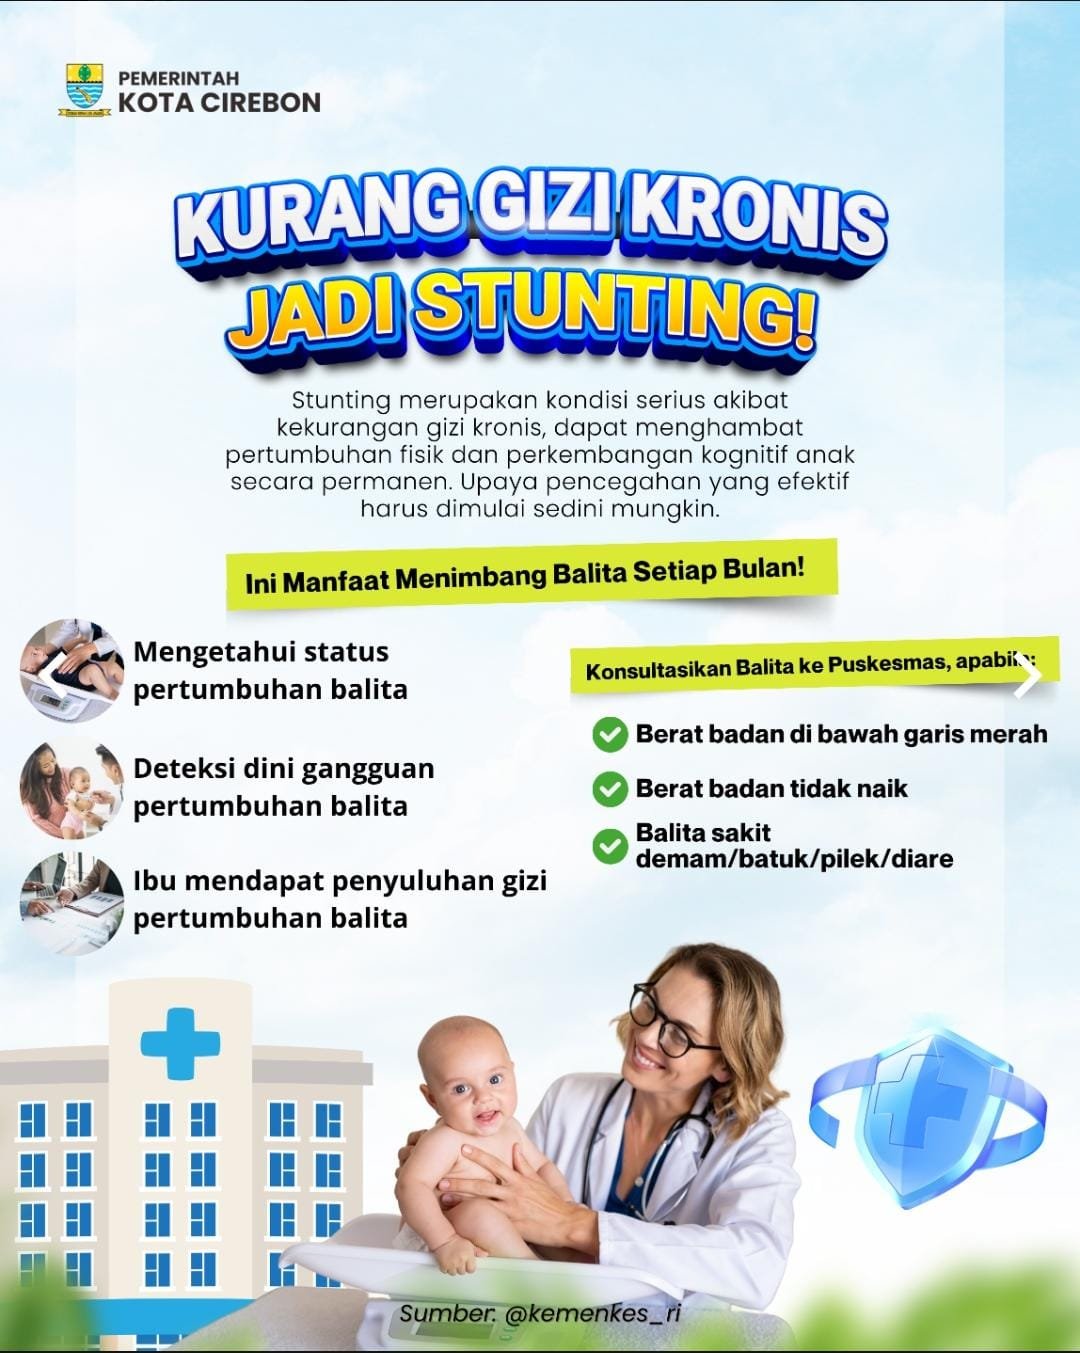 PEMERINTAH
KOTA CIREBON
KURANG GIZI KRONIS
JADI STUNTING!
Stunting merupakan kondisi serius akibat
kekurangan gizi kronis, dapat menghambat
pertumbuhan fisik dan perkembangan kognitif anak
secara permanen. Upaya pencegahan yang efektif
harus dimulai sedini mungkin.
Ini Manfaat Menimbang Balita Setiap Bulan!
Mengetahui status
pertumbuhan balita
Deteksi dini gangguan
pertumbuhan balita
Ibu mendapat penyuluhan gizi
pertumbuhan balita
Konsultasikan Balita ke Puskesmas, apabila:
Berat badan di bawah garis merah
Berat badan tidak naik
Balita sakit
demam/batuk/pilek/diare
Sumber: @kemenkes_ri